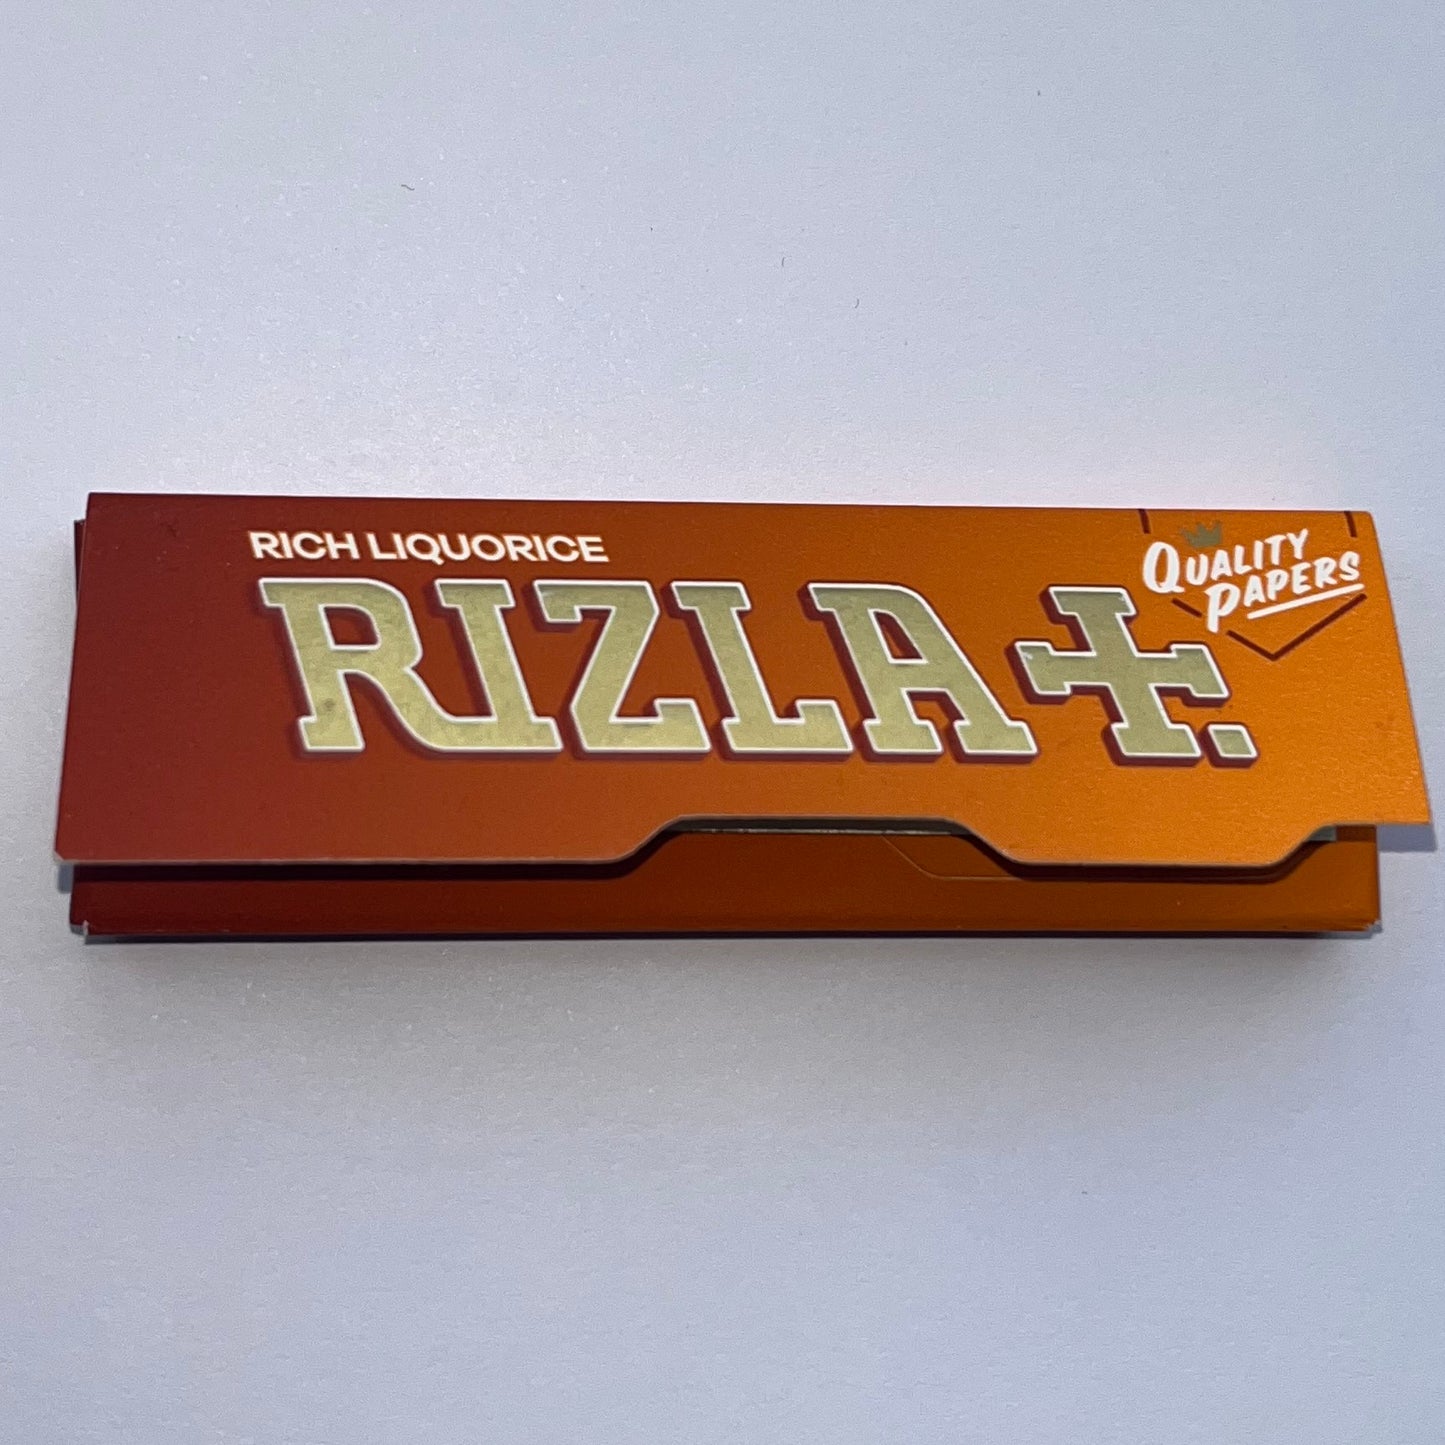 RICH LIQUORICE
RIZLA+.
QUALITY
PAPERS